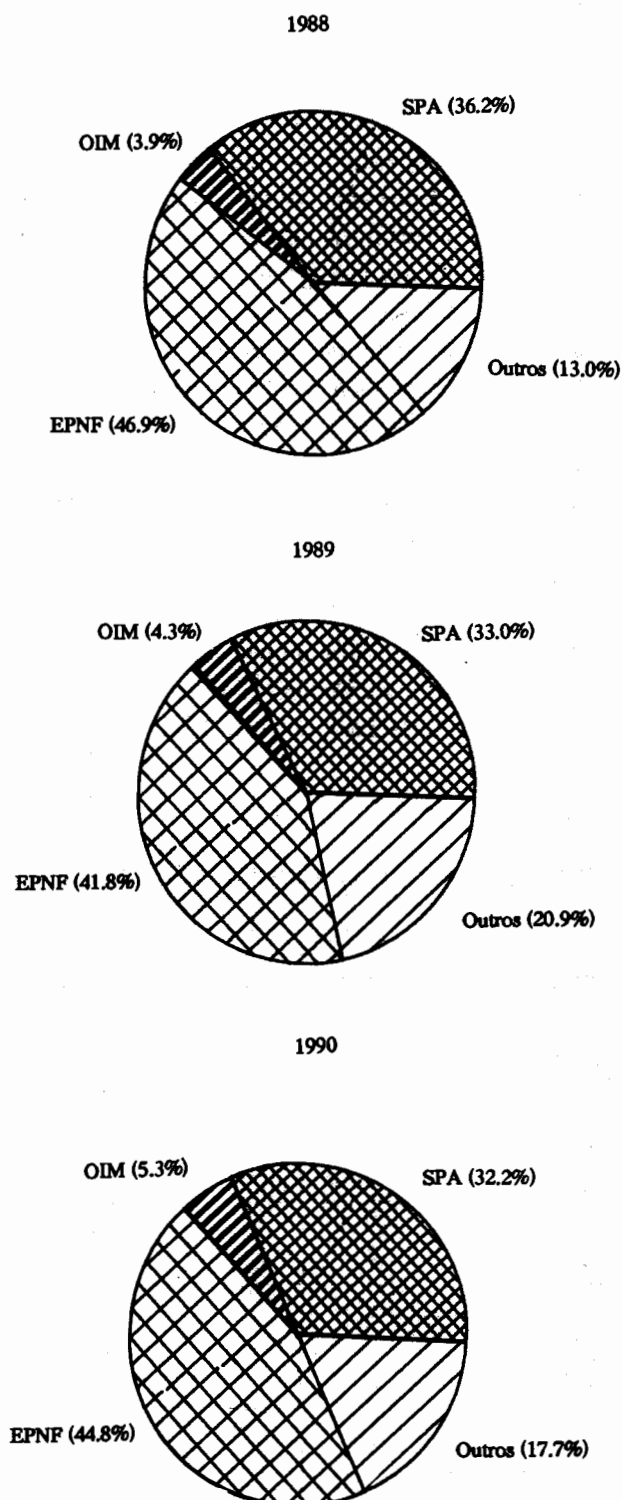 1988
SPA (36.2%)
OIM (3.9%)
Outros (13.0%)
EPNF (46.9%)
1989
OIM (4.3%)
SPA (33.0%)
EPNF (41.8%)
Outros (20.9%)
1990
OIM (5.3%)
SPA (32.2%)
EPNF (44.8%)
Outros (17.7%)